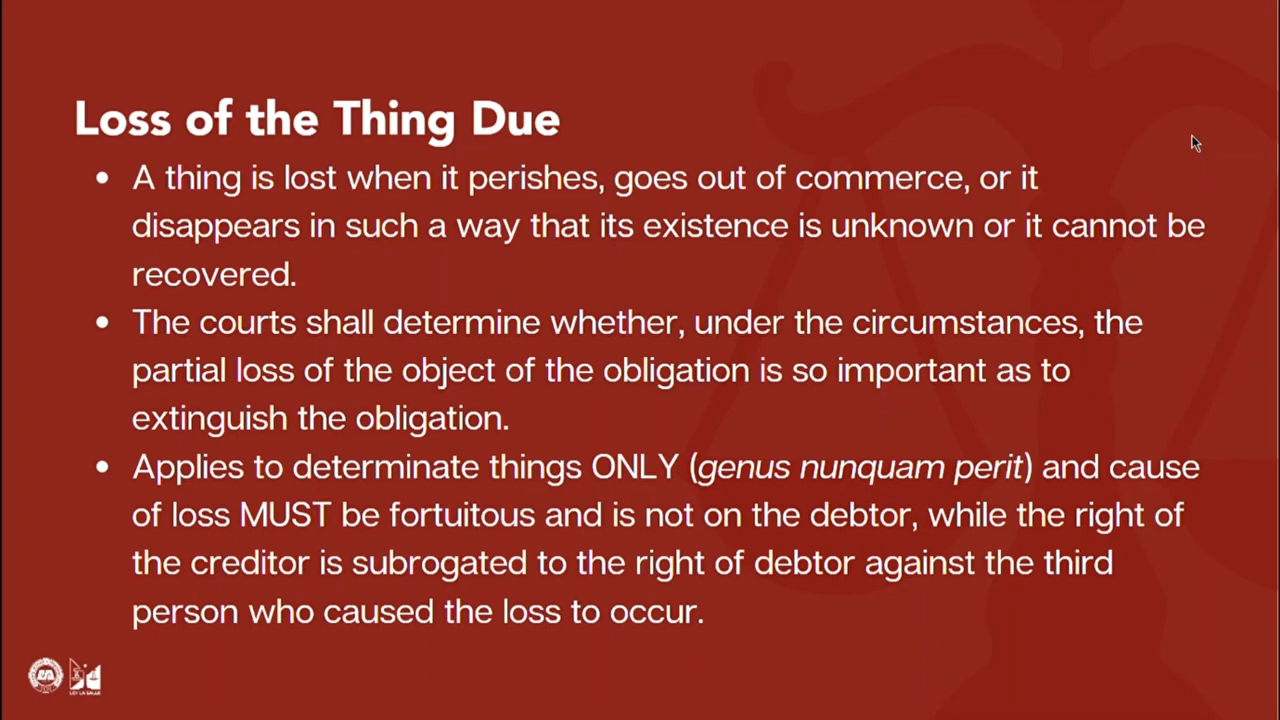 Loss of the Thing Due
• A thing is lost when it perishes, goes out of commerce, or it
disappears in such a way that its existence is unknown or it cannot be
recovered.
• The courts shall determine whether, under the circumstances, the
partial loss of the object of the obligation is so important as to
extinguish the obligation.
• Applies to determinate things ONLY (genus nunquam perit) and cause
of loss MUST be fortuitous and is not on the debtor, while the right of
the creditor is subrogated to the right of debtor against the third
person who caused the loss to occur.
LEY LA SALLE